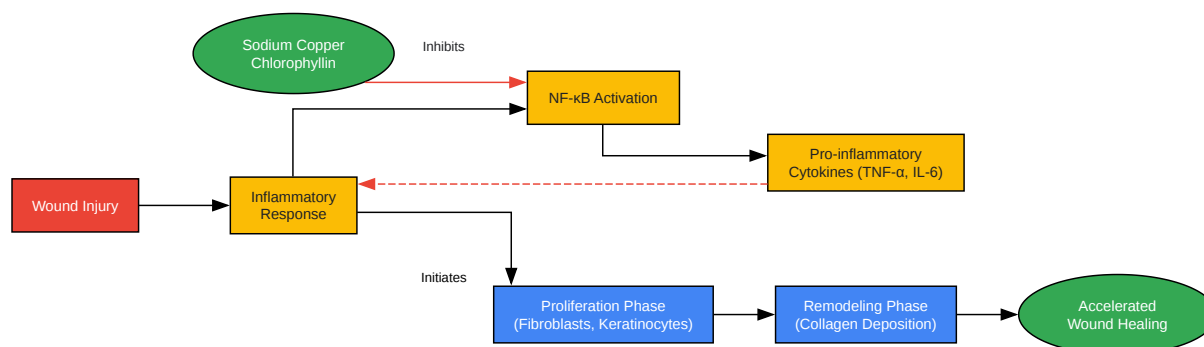 Sodium Copper
Chlorophyllin
Inhibits
NF-κB Activation
Pro-inflammatory
Cytokines (TNF-α, IL-6)
Wound Injury
Inflammatory
Response
Initiates
Proliferation Phase
(Fibroblasts, Keratinocytes)
Remodeling Phase
(Collagen Deposition)
Accelerated
Wound Healing